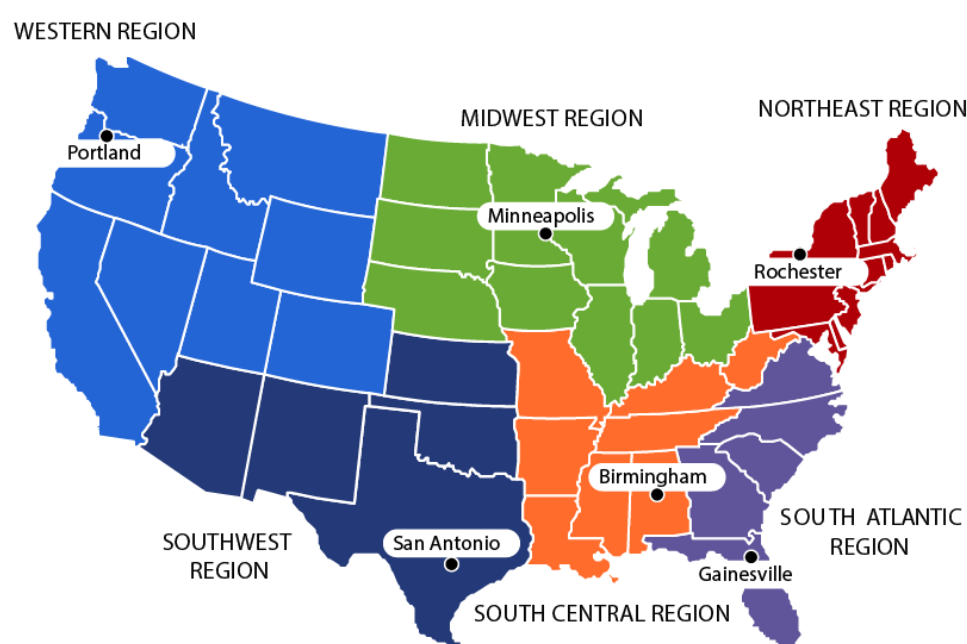 WESTERN REGION
MIDWEST REGION
NORTHEAST REGION
Portland
Minneapolis
Rochester
Birmingham
SOUTH ATLANTIC
REGION
San Antonio
SOUTHWEST
REGION
Gainesville
SOUTH CENTRAL REGION